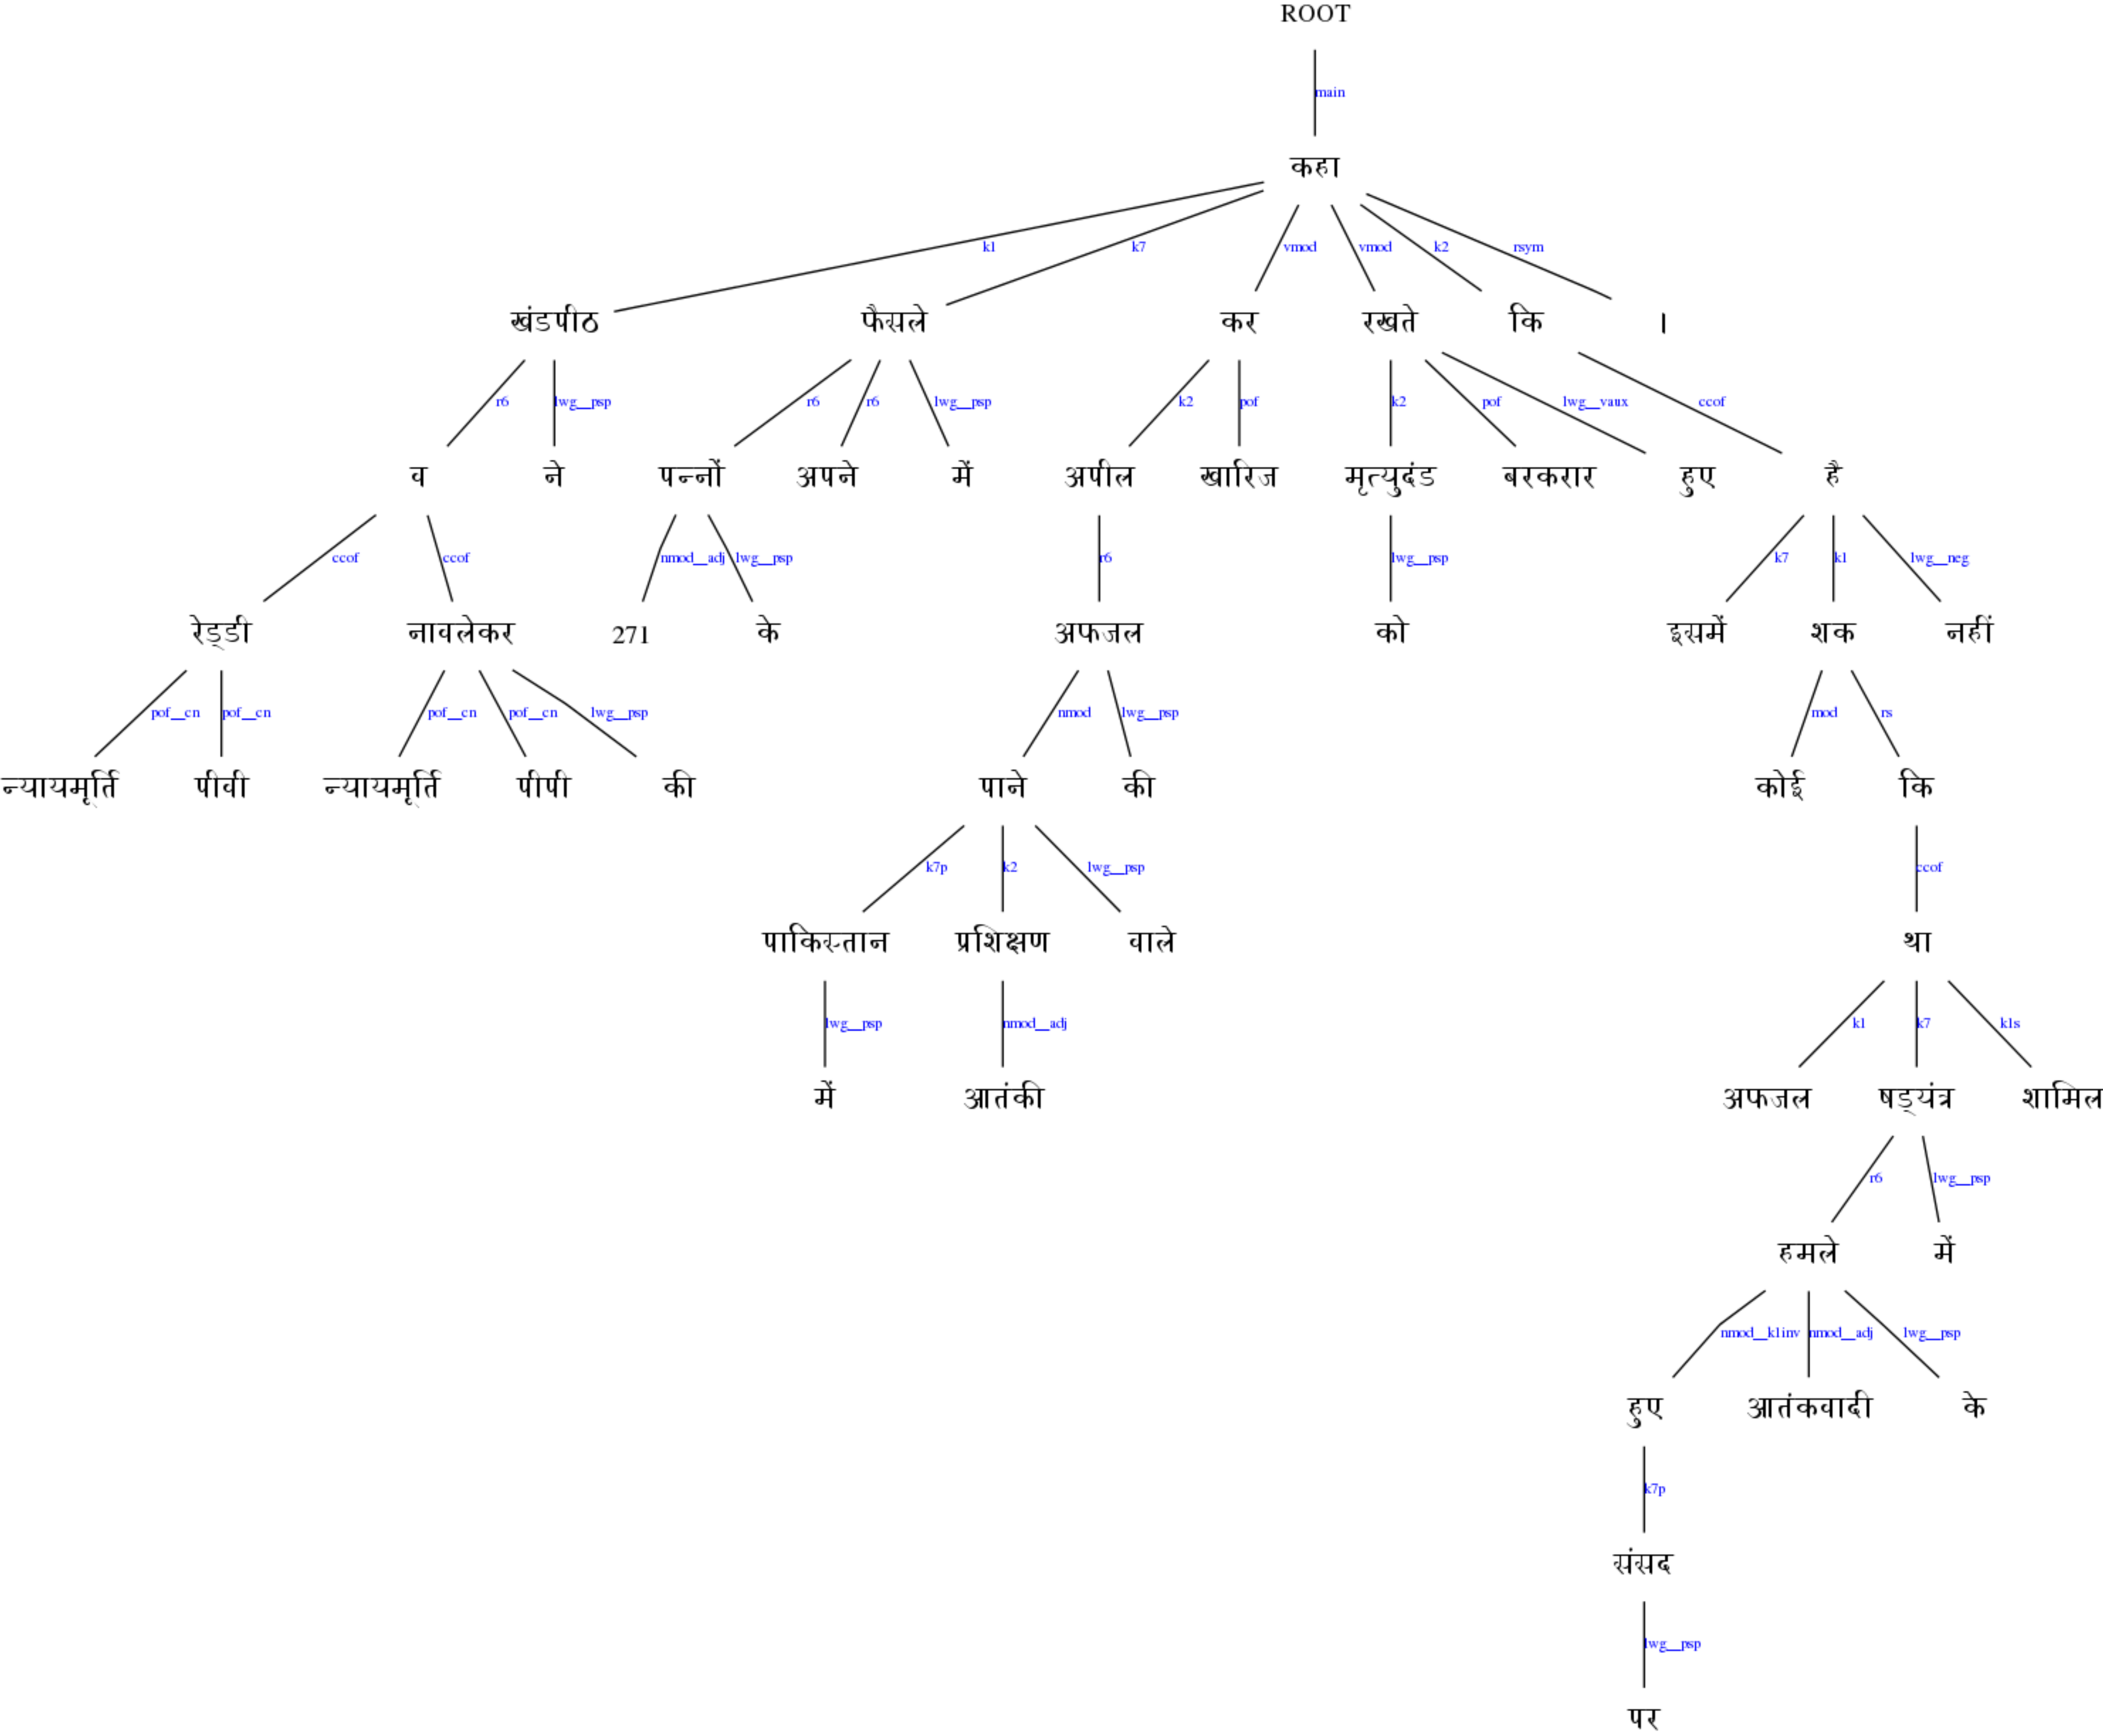 ROOT
main
कहा
k1 k7 vmod vmod k2 rsym
खंडपीठ फैसले कर रखते कि ।
r6 lwg__psp r6 r6 lwg__psp k2 pof k2 pof lwg__vaux ccof
व ने पन्नों अपने में अपील खारिज मृत्युदंड बरकरार हुए है
ccof ccof nmod__adj lwg__psp r6 lwg__psp k7 k1 lwg__neg
रेड्डी नावलेकर 271 के अफजल को इसमें शक नहीं
pof__cn pof__cn pof__cn pof__cn lwg__psp nmod lwg__psp mod rs
न्यायमूर्ति पीवी न्यायमूर्ति पीपी की पाने की कोई कि
k7p k2 lwg__psp ccof
पाकिस्तान प्रशिक्षण वाले था
lwg__psp nmod__adj k1 k7 k1s
में आतंकी अफजल षड्यंत्र शामिल
r6 lwg__psp
हमले में
nmod__k1inv nmod__adj lwg__psp
हुए आतंकवादी के
k7p
संसद
lwg__psp
पर